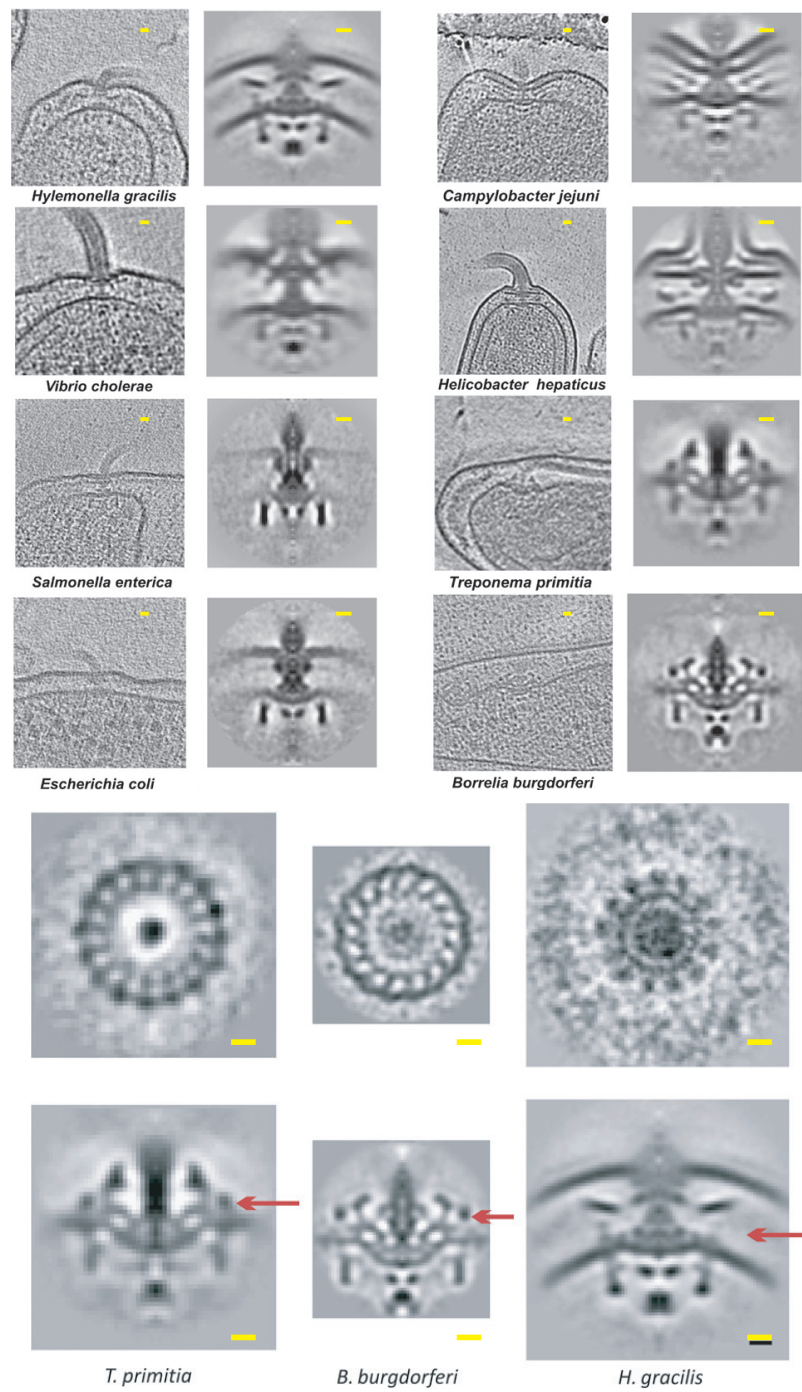 Hylemonella gracilis
Campylobacter jejuni
Vibrio cholerae
Helicobacter hepaticus
Salmonella enterica
Treponema primitia
Escherichia coli
Borrelia burgdorferi
T. primitia
B. burgdorferi
H. gracilis